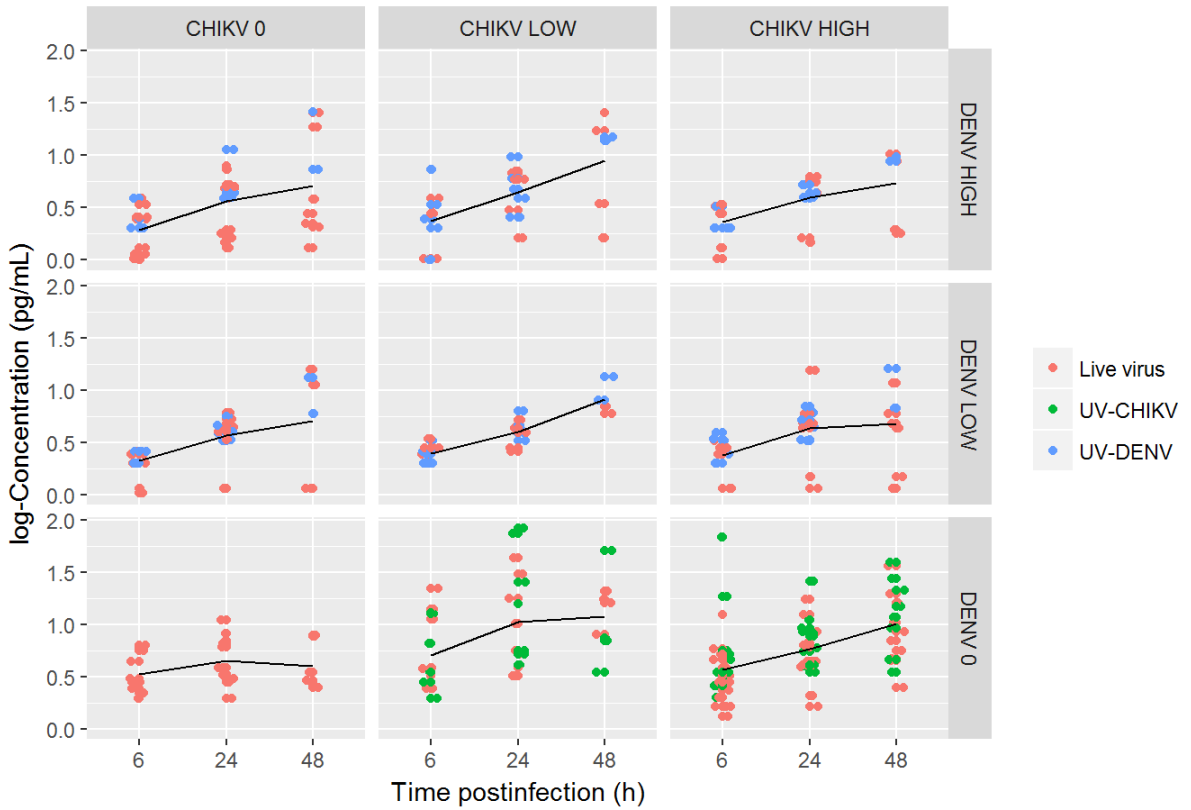 CHIKV 0 CHIKV LOW CHIKV HIGH
2.0
1.5
1.0
0.5
0.0
DENV HIGH
2.0
1.5
1.0
0.5
0.0
DENV LOW
2.0
1.5
1.0
0.5
0.0
DENV 0
6 24 48 6 24 48 6 24 48
Time postinfection (h)
log-Concentration (pg/mL)
Live virus
UV-CHIKV
UV-DENV